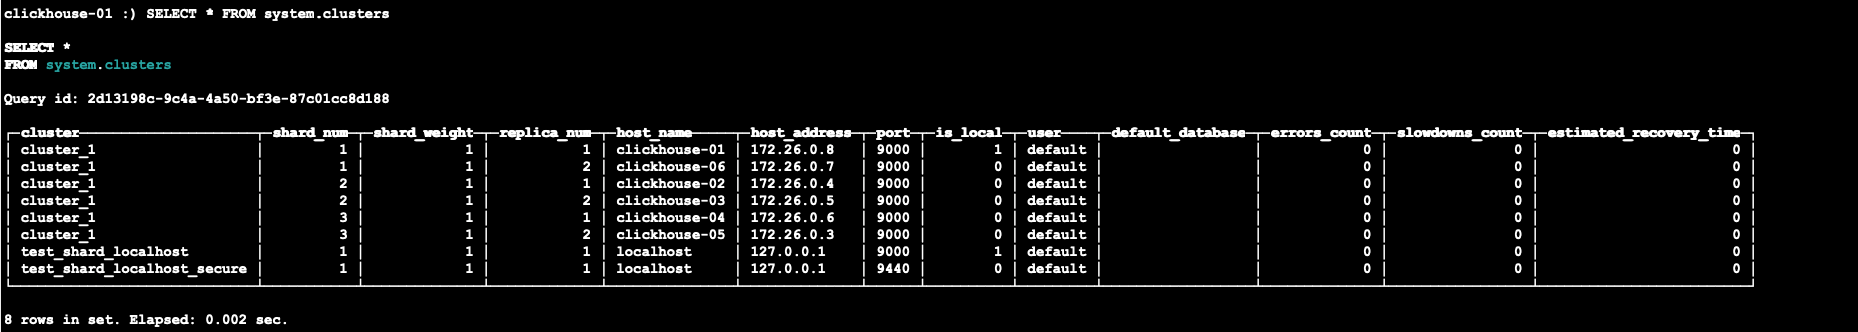 clickhouse-01 :) SELECT * FROM system.clusters
SELECT *
FROM system.clusters
Query id: 2d13198c-9c4a-4a50-bf3e-87c01cc8d188
┌─cluster─────────────────────┬─shard_num─┬─shard_weight─┬─replica_num─┬─host_name─────┬─host_address─┬─port─┬─is_local─┬─user────┬─default_database─┬─errors_count─┬─slowdowns_count─┬─estimated_recovery_time─┐
│ cluster_1 │ 1 │ 1 │ 1 │ clickhouse-01 │ 172.26.0.8 │ 9000 │ 1 │ default │ │ 0 │ 0 │ 0 │
│ cluster_1 │ 1 │ 1 │ 2 │ clickhouse-06 │ 172.26.0.7 │ 9000 │ 0 │ default │ │ 0 │ 0 │ 0 │
│ cluster_1 │ 2 │ 1 │ 1 │ clickhouse-02 │ 172.26.0.4 │ 9000 │ 0 │ default │ │ 0 │ 0 │ 0 │
│ cluster_1 │ 2 │ 1 │ 2 │ clickhouse-03 │ 172.26.0.5 │ 9000 │ 0 │ default │ │ 0 │ 0 │ 0 │
│ cluster_1 │ 3 │ 1 │ 1 │ clickhouse-04 │ 172.26.0.6 │ 9000 │ 0 │ default │ │ 0 │ 0 │ 0 │
│ cluster_1 │ 3 │ 1 │ 2 │ clickhouse-05 │ 172.26.0.3 │ 9000 │ 0 │ default │ │ 0 │ 0 │ 0 │
│ test_shard_localhost │ 1 │ 1 │ 1 │ localhost │ 127.0.0.1 │ 9000 │ 1 │ default │ │ 0 │ 0 │ 0 │
│ test_shard_localhost_secure │ 1 │ 1 │ 1 │ localhost │ 127.0.0.1 │ 9440 │ 0 │ default │ │ 0 │ 0 │ 0 │
8 rows in set. Elapsed: 0.002 sec.